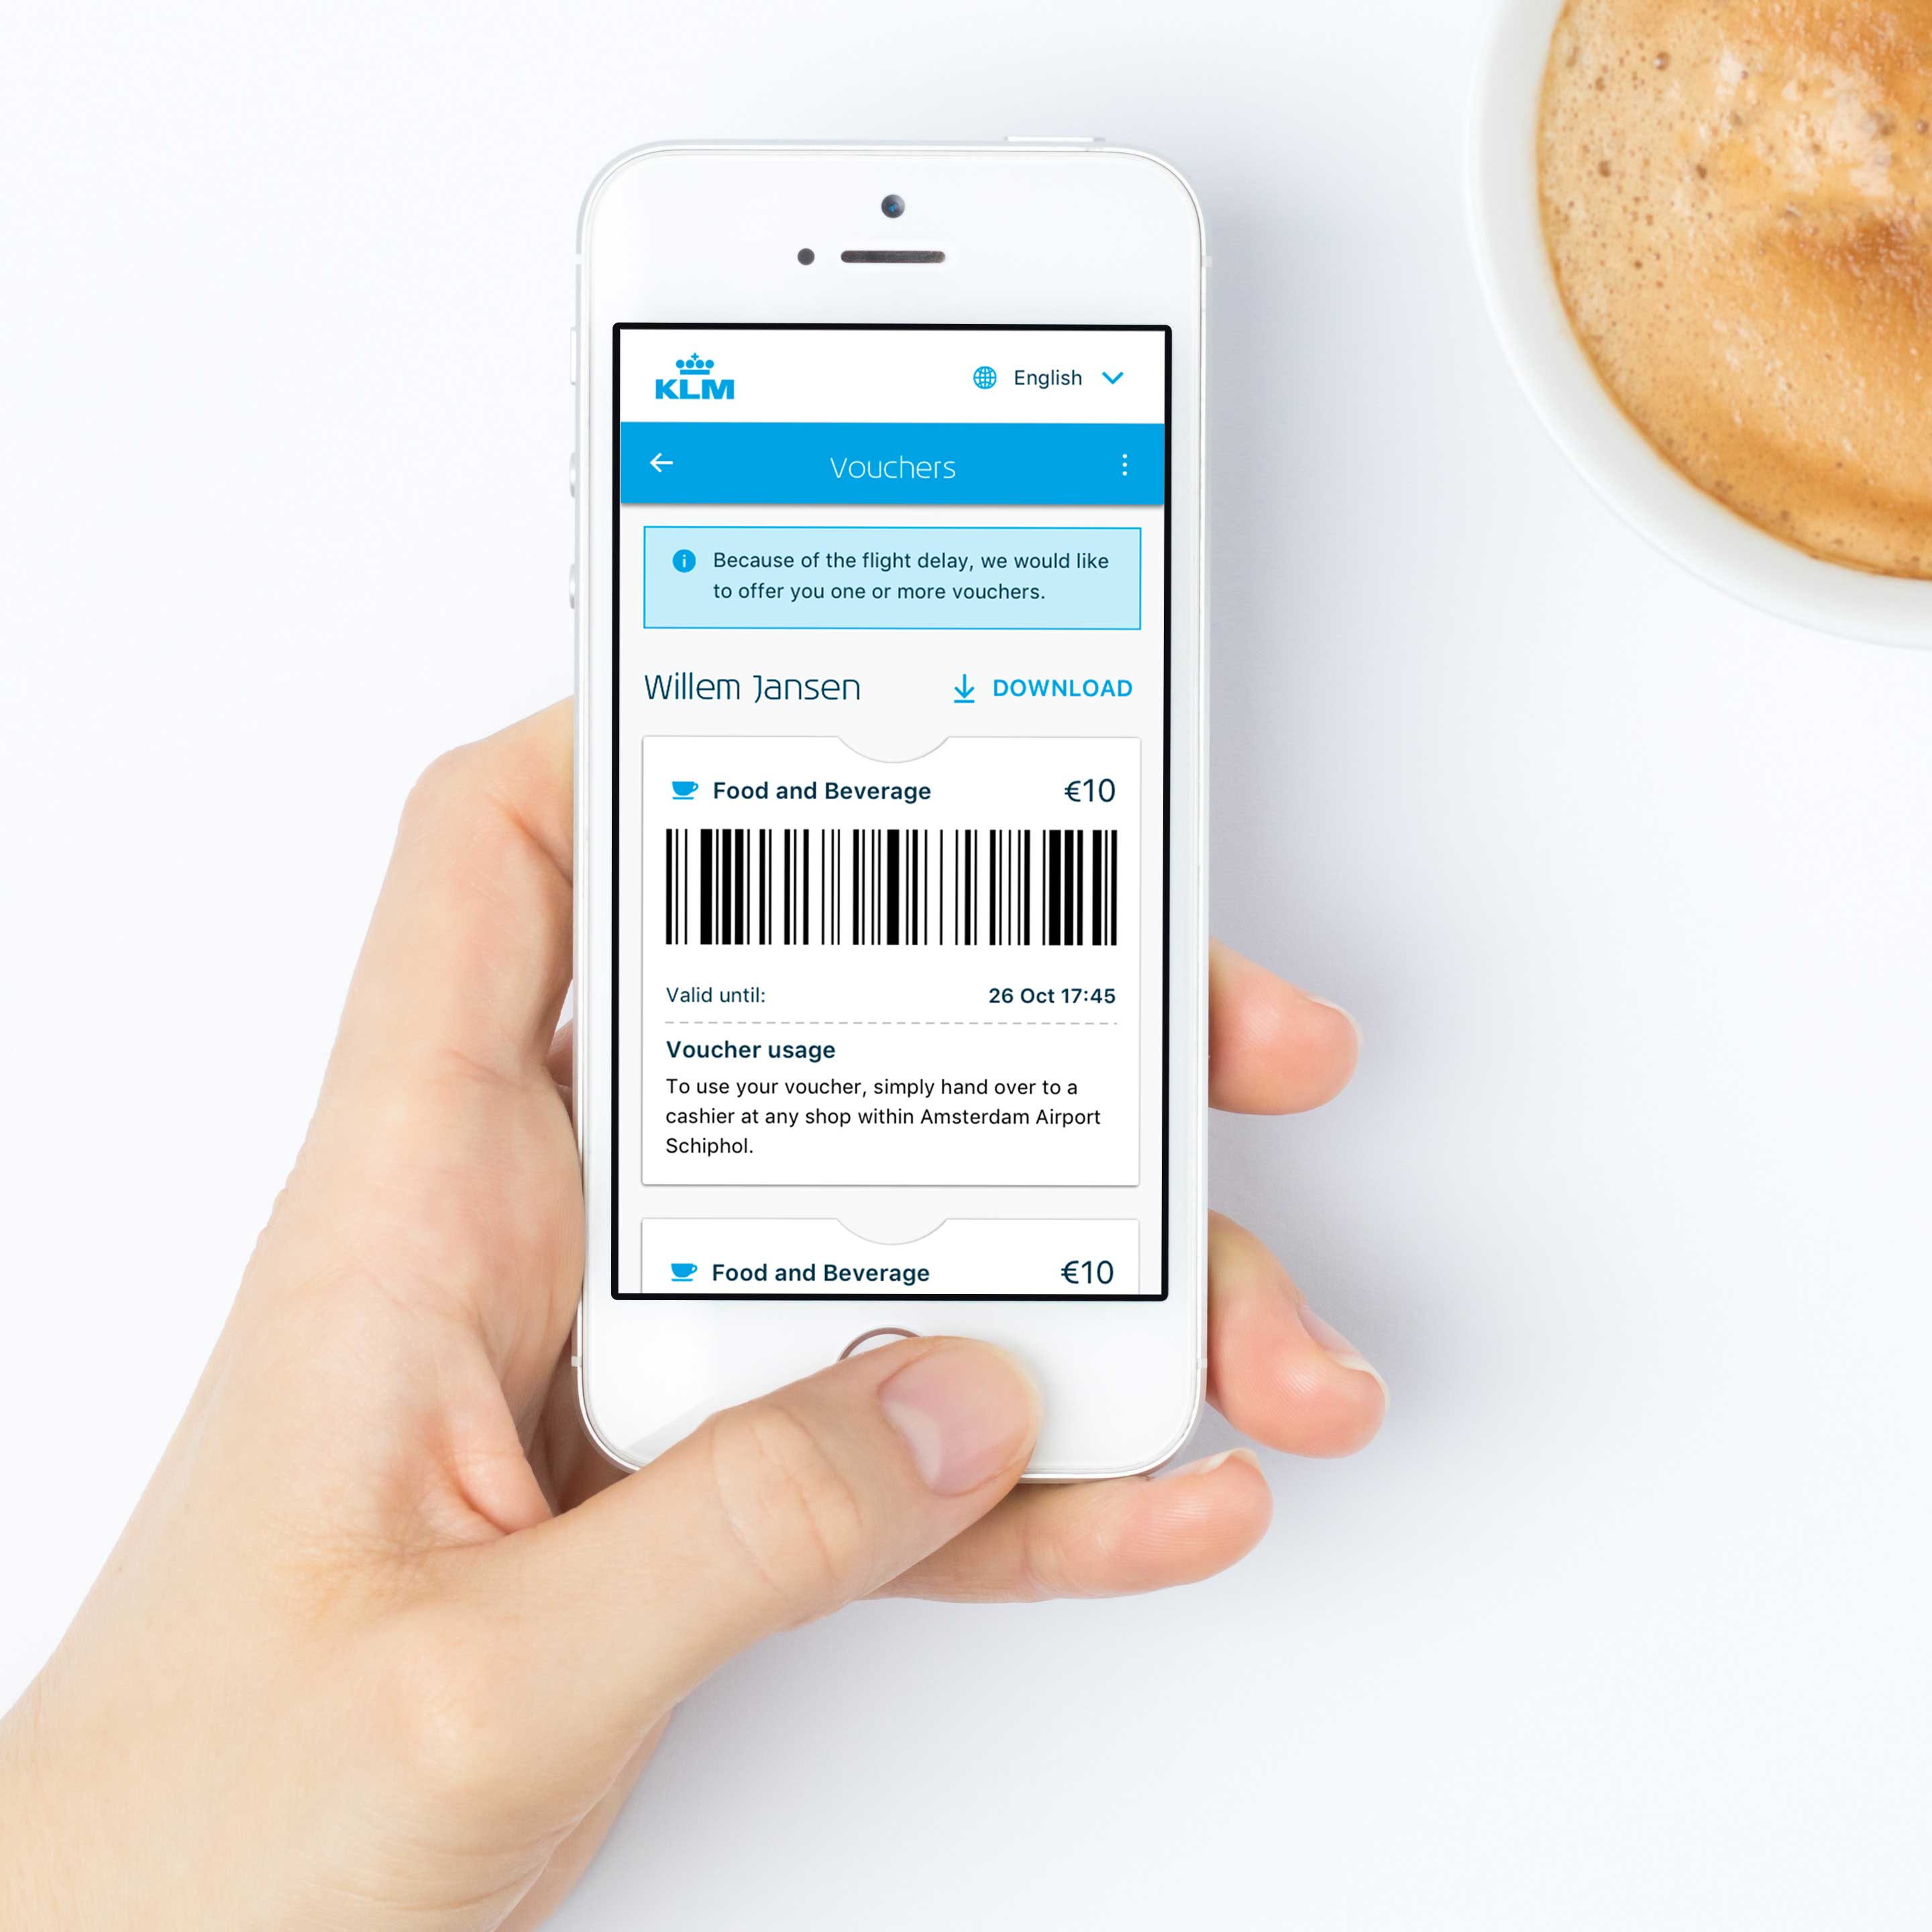 KLM
English
Vouchers
Because of the flight delay, we would like
to offer you one or more vouchers.
Willem Jansen
DOWNLOAD
Food and Beverage €10
Valid until: 26 Oct 17:45
Voucher usage
To use your voucher, simply hand over to a
cashier at any shop within Amsterdam Airport
Schiphol.
Food and Beverage €10